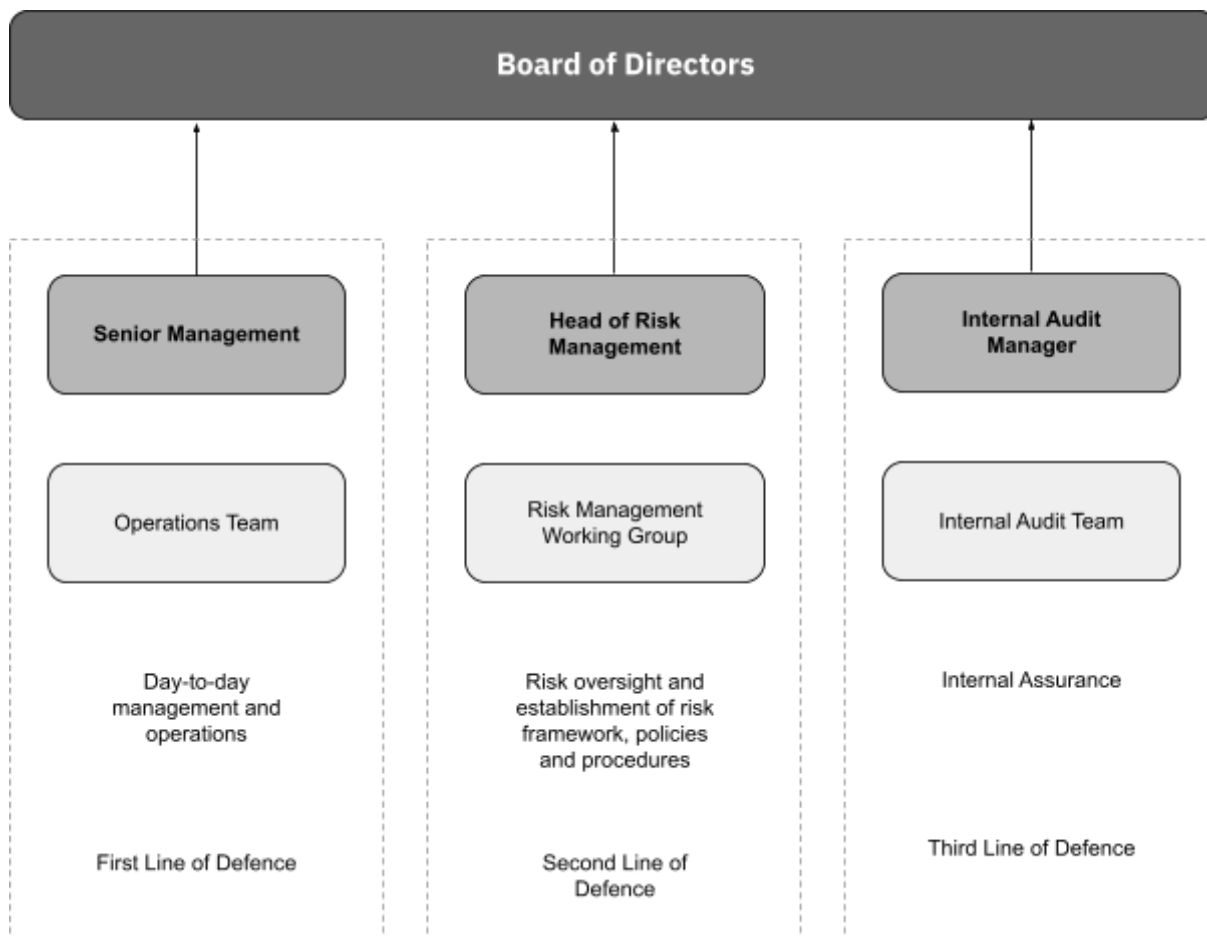 Board of Directors
Senior Management
Operations Team
Day-to-day
management and
operations
First Line of Defence
Head of Risk
Management
Risk Management
Working Group
Risk oversight and
establishment of risk
framework, policies
and procedures
Second Line of
Defence
Internal Audit
Manager
Internal Audit Team
Internal Assurance
Third Line of Defence